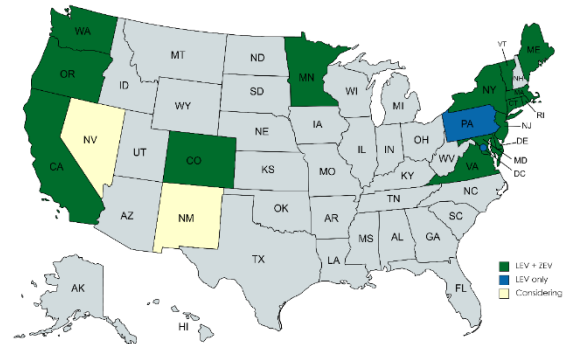 WA
OR
CA
NV
ID
MT
WY
UT
AZ
CO
NM
ND
SD
NE
KS
OK
TX
MN
IA
MO
AR
LA
WI
IL
MI
IN
OH
KY
TN
MS
AL
GA
FL
SC
NC
VA
WV
PA
NY
VT
NH
ME
RI
NJ
DE
MD
DC
AK
HI
LEV + ZEV
LEV only
Considering